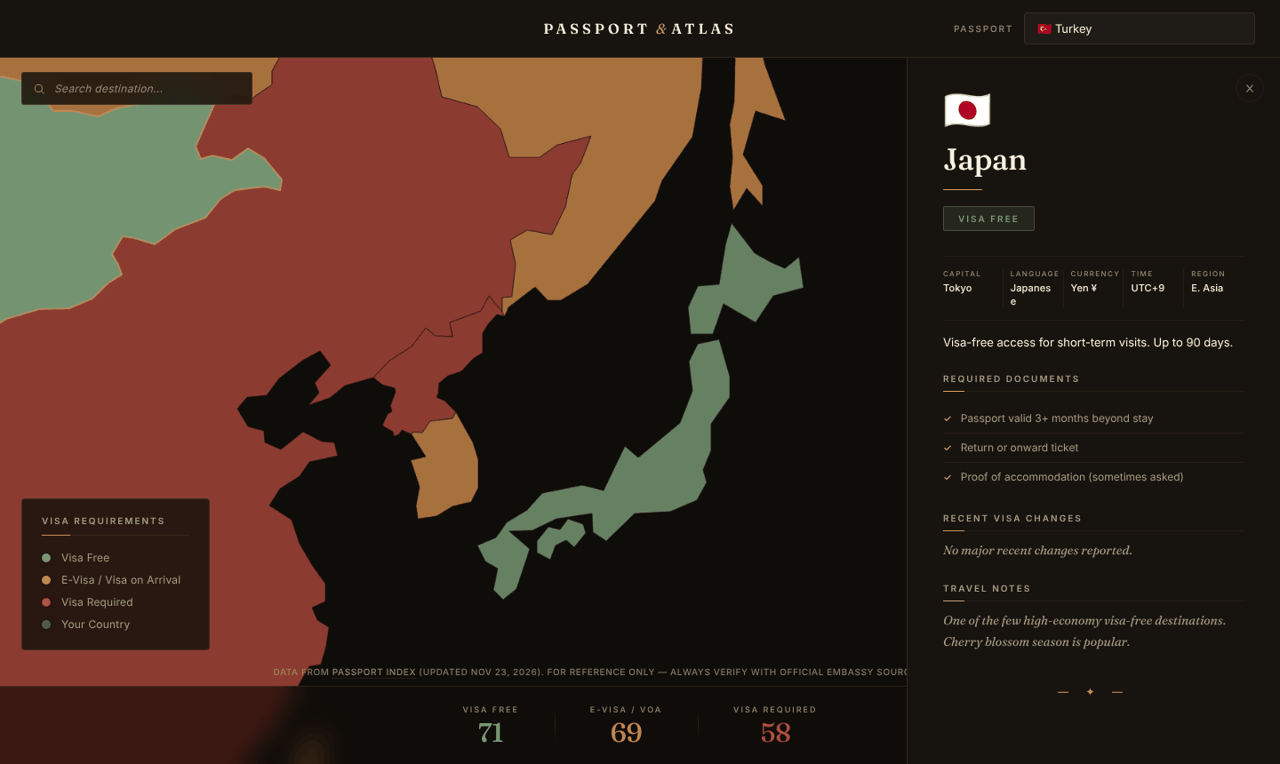 PASSPORT & ATLAS
PASSPORT
Turkey
Search destination...
Japan
VISA FREE
CAPITAL
Tokyo
LANGUAGE
Japanes
e
CURRENCY
Yen ¥
TIME
UTC+9
REGION
E. Asia
Visa-free access for short-term visits. Up to 90 days.
REQUIRED DOCUMENTS
Passport valid 3+ months beyond stay
Return or onward ticket
Proof of accommodation (sometimes asked)
RECENT VISA CHANGES
No major recent changes reported.
TRAVEL NOTES
One of the few high-economy visa-free destinations.
Cherry blossom season is popular.
VISA REQUIREMENTS
Visa Free
E-Visa / Visa on Arrival
Visa Required
Your Country
DATA FROM PASSPORT INDEX (UPDATED NOV 23, 2026). FOR REFERENCE ONLY — ALWAYS VERIFY WITH OFFICIAL EMBASSY SOURC
VISA FREE
71
E-VISA / VOA
69
VISA REQUIRED
58